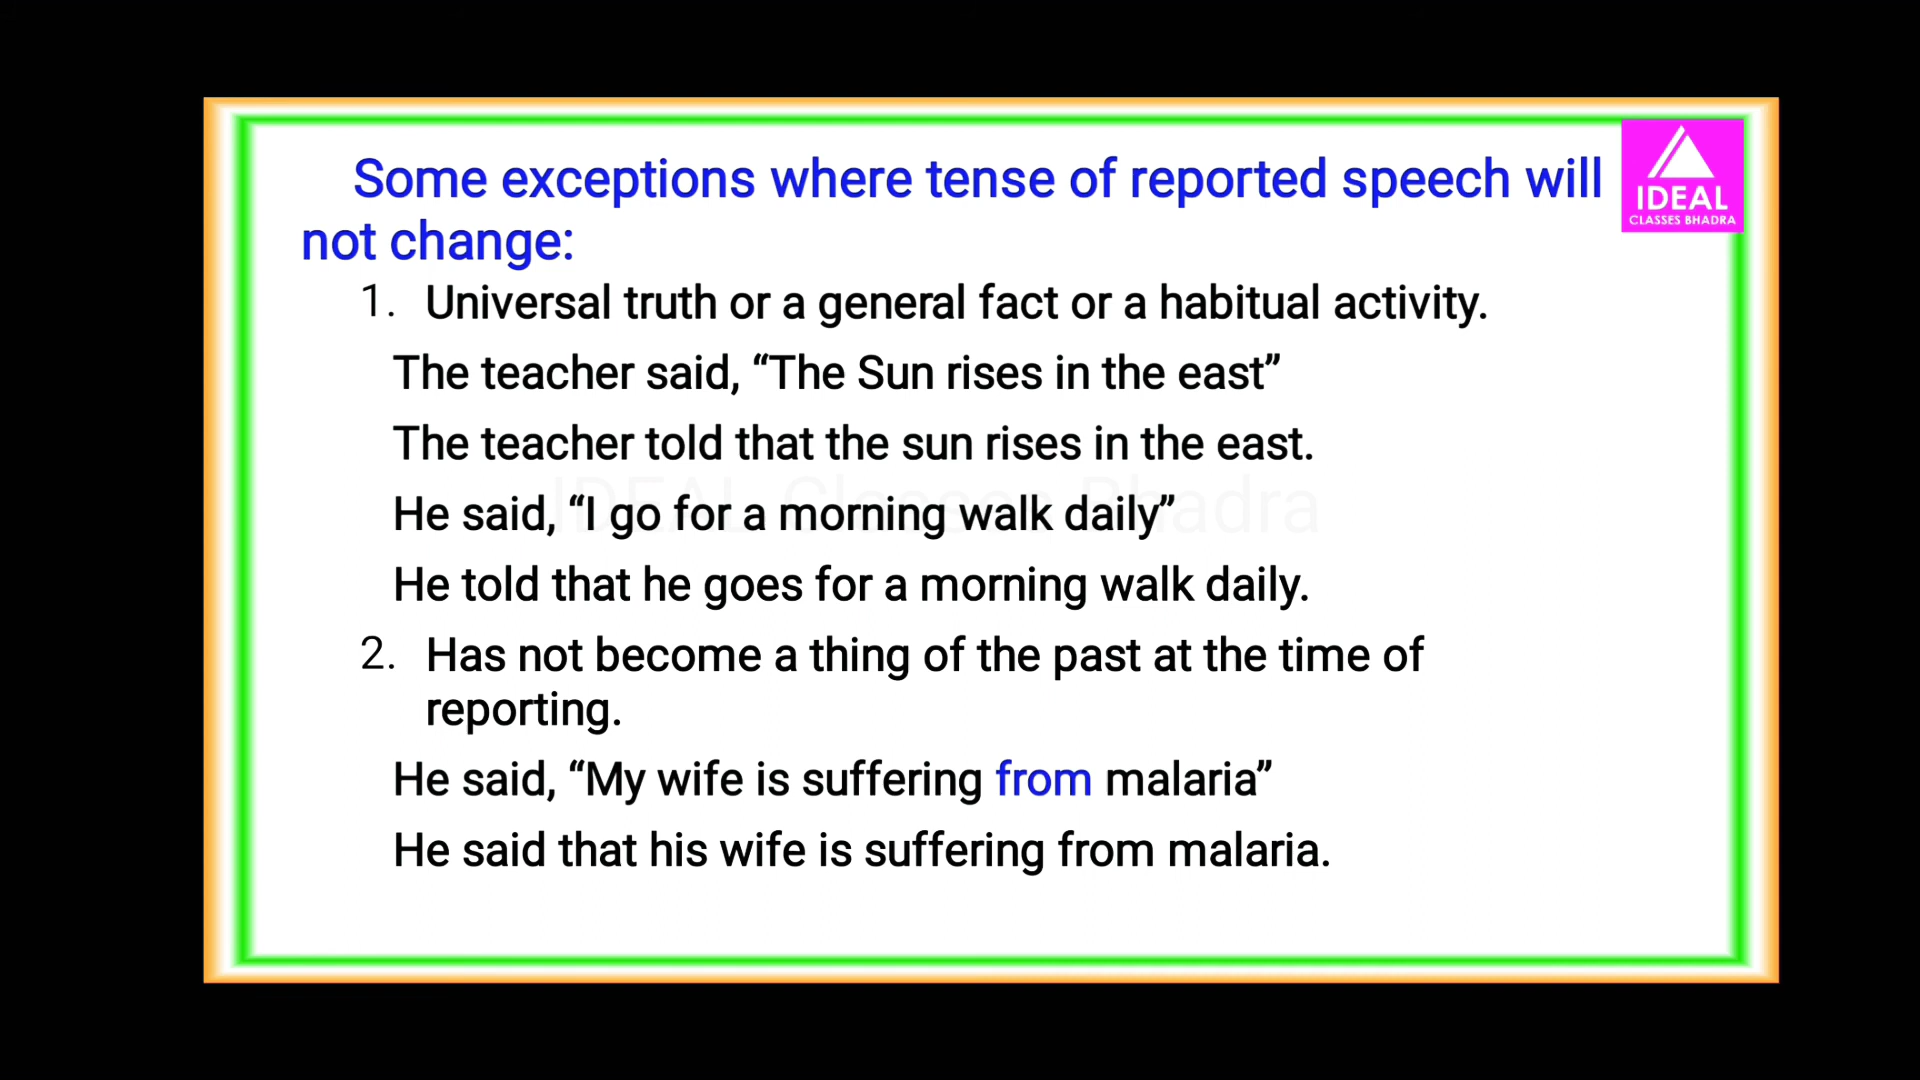 Some exceptions where tense of reported speech will
not change:
IDEAL
CLASSES BHADRA
1. Universal truth or a general fact or a habitual activity.
The teacher said, “The Sun rises in the east”
The teacher told that the sun rises in the east.
IDEAL Classes Bhadra
He said, “I go for a morning walk daily”
He told that he goes for a morning walk daily.
2. Has not become a thing of the past at the time of
reporting.
He said, “My wife is suffering from malaria”
He said that his wife is suffering from malaria.